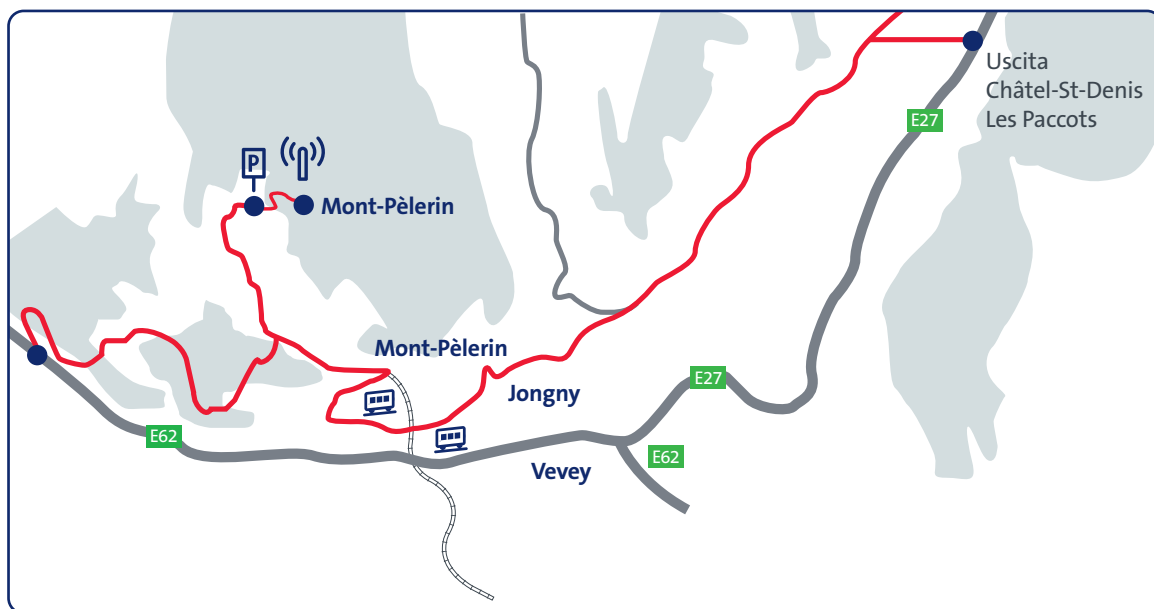 Uscita
Châtel-St-Denis
Les Paccots
E27
P
Mont-Pèlerin
Mont-Pèlerin
Jongny
E27
E62
Vevey
E62